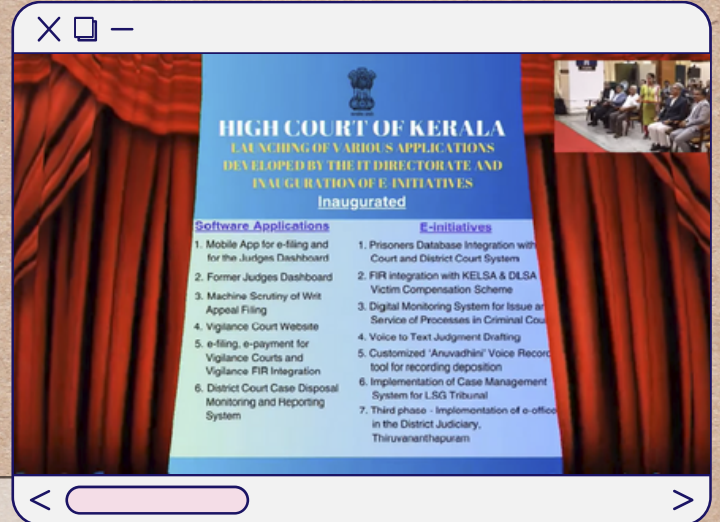 HIGH COURT OF KERALA
LAUNCHING OF VARIOUS APPLICATIONS
DEVELOPED BY THE IT DIRECTORATE AND
INAUGURATION OF E-INITIATIVES
Inaugurated
Software Applications
1. Mobile App for e-filing and
for the Judges Dashboard
2. Former Judges Dashboard
3. Machine Scrutiny of Writ
Appeal Filing
4. Vigilance Court Website
5. e-filing, e-payment for
Vigilance Courts and
Vigilance FIR Integration
6. District Court Case Disposal
Monitoring and Reporting
System
E-initiatives
1. Prisoners Database Integration with
Court and District Court System
2. FIR integration with KELSA & DLSA
Victim Compensation Scheme
3. Digital Monitoring System for Issue an
Service of Processes in Criminal Cou
4. Voice to Text Judgment Drafting
5. Customized 'Anuvadhini' Voice Record
tool for recording deposition
6. Implementation of Case Management
System for LSG Tribunal
7. Third phase - Implementation of e-office
in the District Judiciary,
Thiruvananthapuram